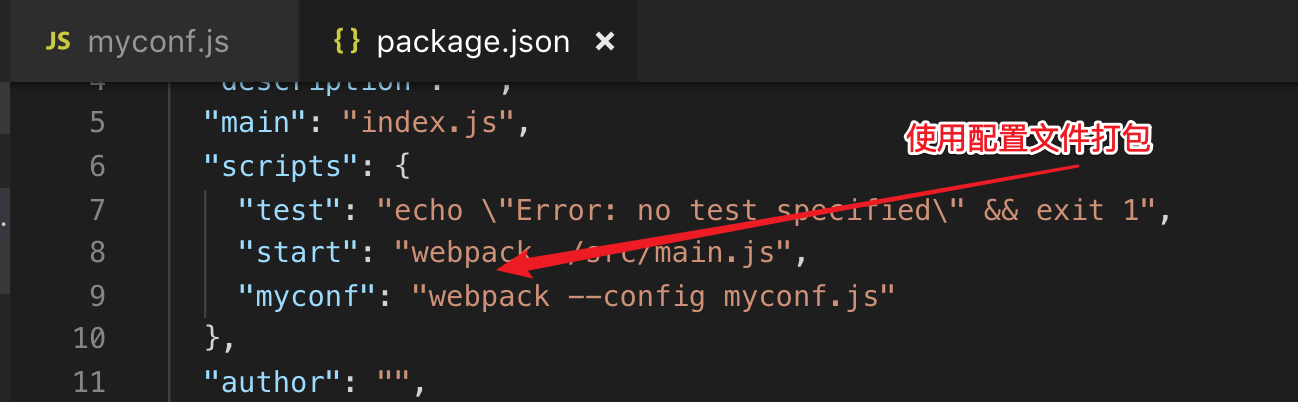 JS myconf.js {} package.json ×
4 "description": "",
5 "main": "index.js",
使用配置文件打包
6 "scripts": {
7 "test": "echo \"Error: no test specified\" && exit 1",
8 "start": "webpack ./src/main.js",
9 "myconf": "webpack --config myconf.js"
10 },
11 "author": "",